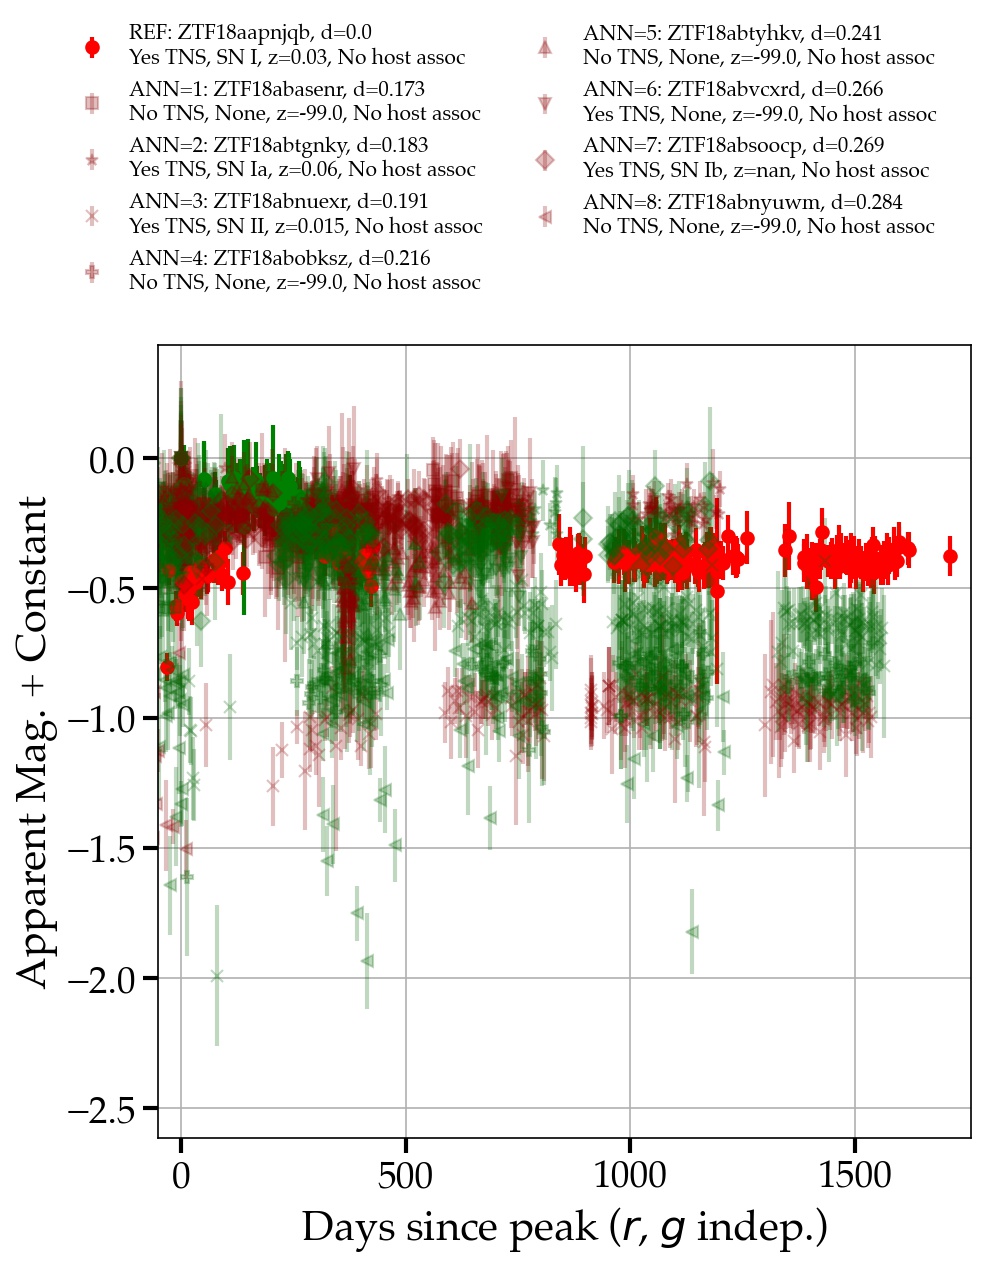 REF: ZTF18aapnjqb, d=0.0
Yes TNS, SN I, z=0.03, No host assoc
ANN=1: ZTF18abasenr, d=0.173
No TNS, None, z=-99.0, No host assoc
ANN=2: ZTF18abtgnky, d=0.183
Yes TNS, SN Ia, z=0.06, No host assoc
ANN=3: ZTF18abnuexr, d=0.191
Yes TNS, SN II, z=0.015, No host assoc
ANN=4: ZTF18abobksz, d=0.216
No TNS, None, z=-99.0, No host assoc
ANN=5: ZTF18abtyhkv, d=0.241
No TNS, None, z=-99.0, No host assoc
ANN=6: ZTF18abvcxrd, d=0.266
Yes TNS, None, z=-99.0, No host assoc
ANN=7: ZTF18absoocp, d=0.269
Yes TNS, SN Ib, z=nan, No host assoc
ANN=8: ZTF18abnyuwm, d=0.284
No TNS, None, z=-99.0, No host assoc
Apparent Mag. + Constant
0.0
−0.5
−1.0
−1.5
−2.0
−2.5
0 500 1000 1500
Days since peak (r, g indep.)